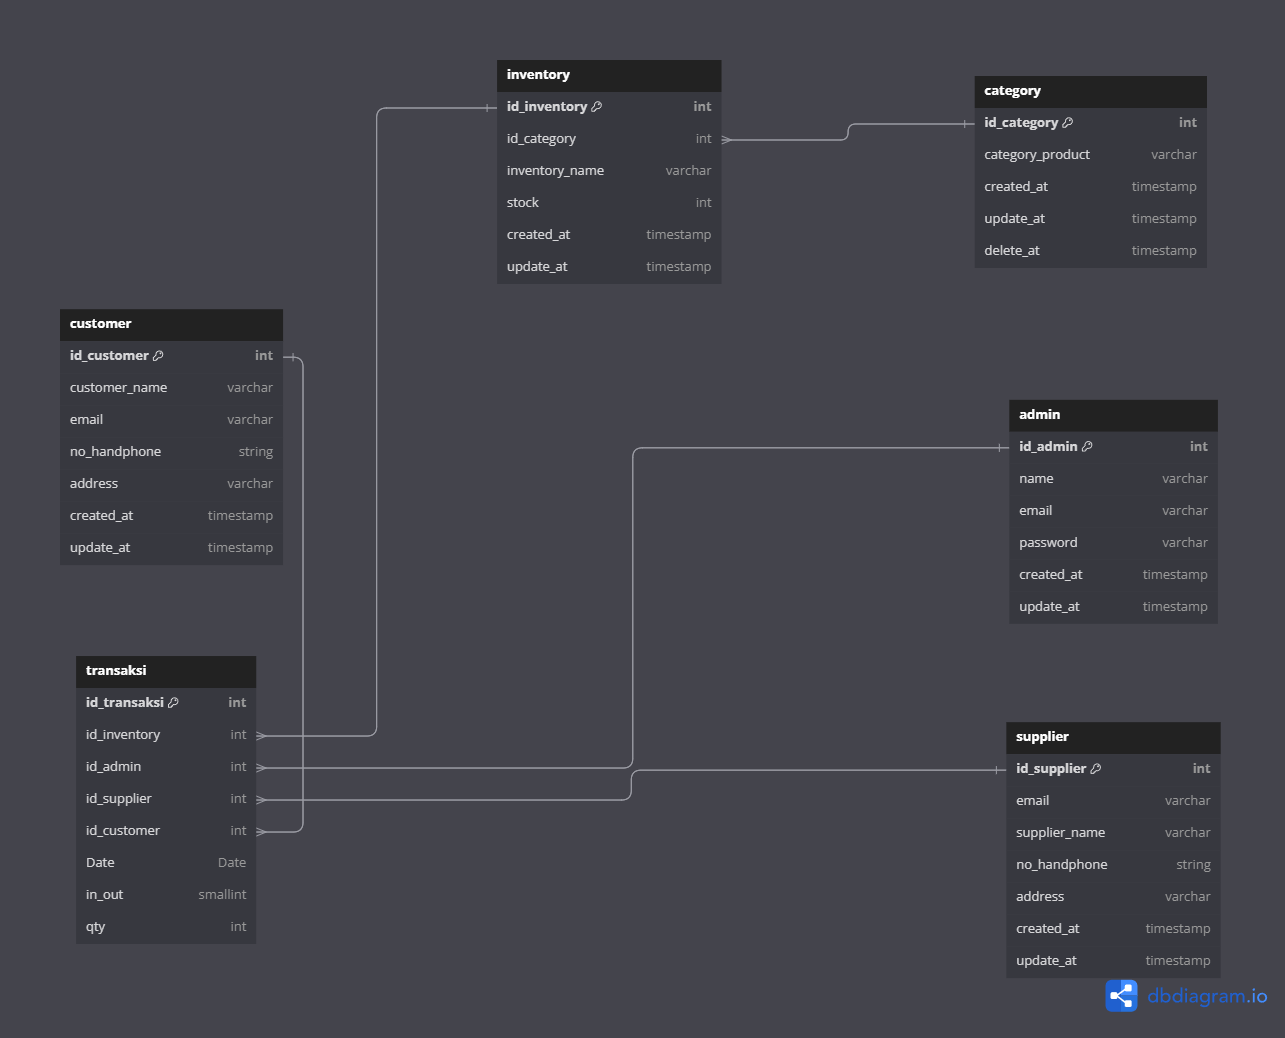 inventory
id_inventory int
id_category int
inventory_name varchar
stock int
created_at timestamp
update_at timestamp
category
id_category int
category_product varchar
created_at timestamp
update_at timestamp
delete_at timestamp
customer
id_customer int
customer_name varchar
email varchar
no_handphone string
address varchar
created_at timestamp
update_at timestamp
admin
id_admin int
name varchar
email varchar
password varchar
created_at timestamp
update_at timestamp
transaksi
id_transaksi int
id_inventory int
id_admin int
id_supplier int
id_customer int
Date Date
in_out smallint
qty int
supplier
id_supplier int
email varchar
supplier_name varchar
no_handphone string
address varchar
created_at timestamp
update_at timestamp
dbdiagram.io